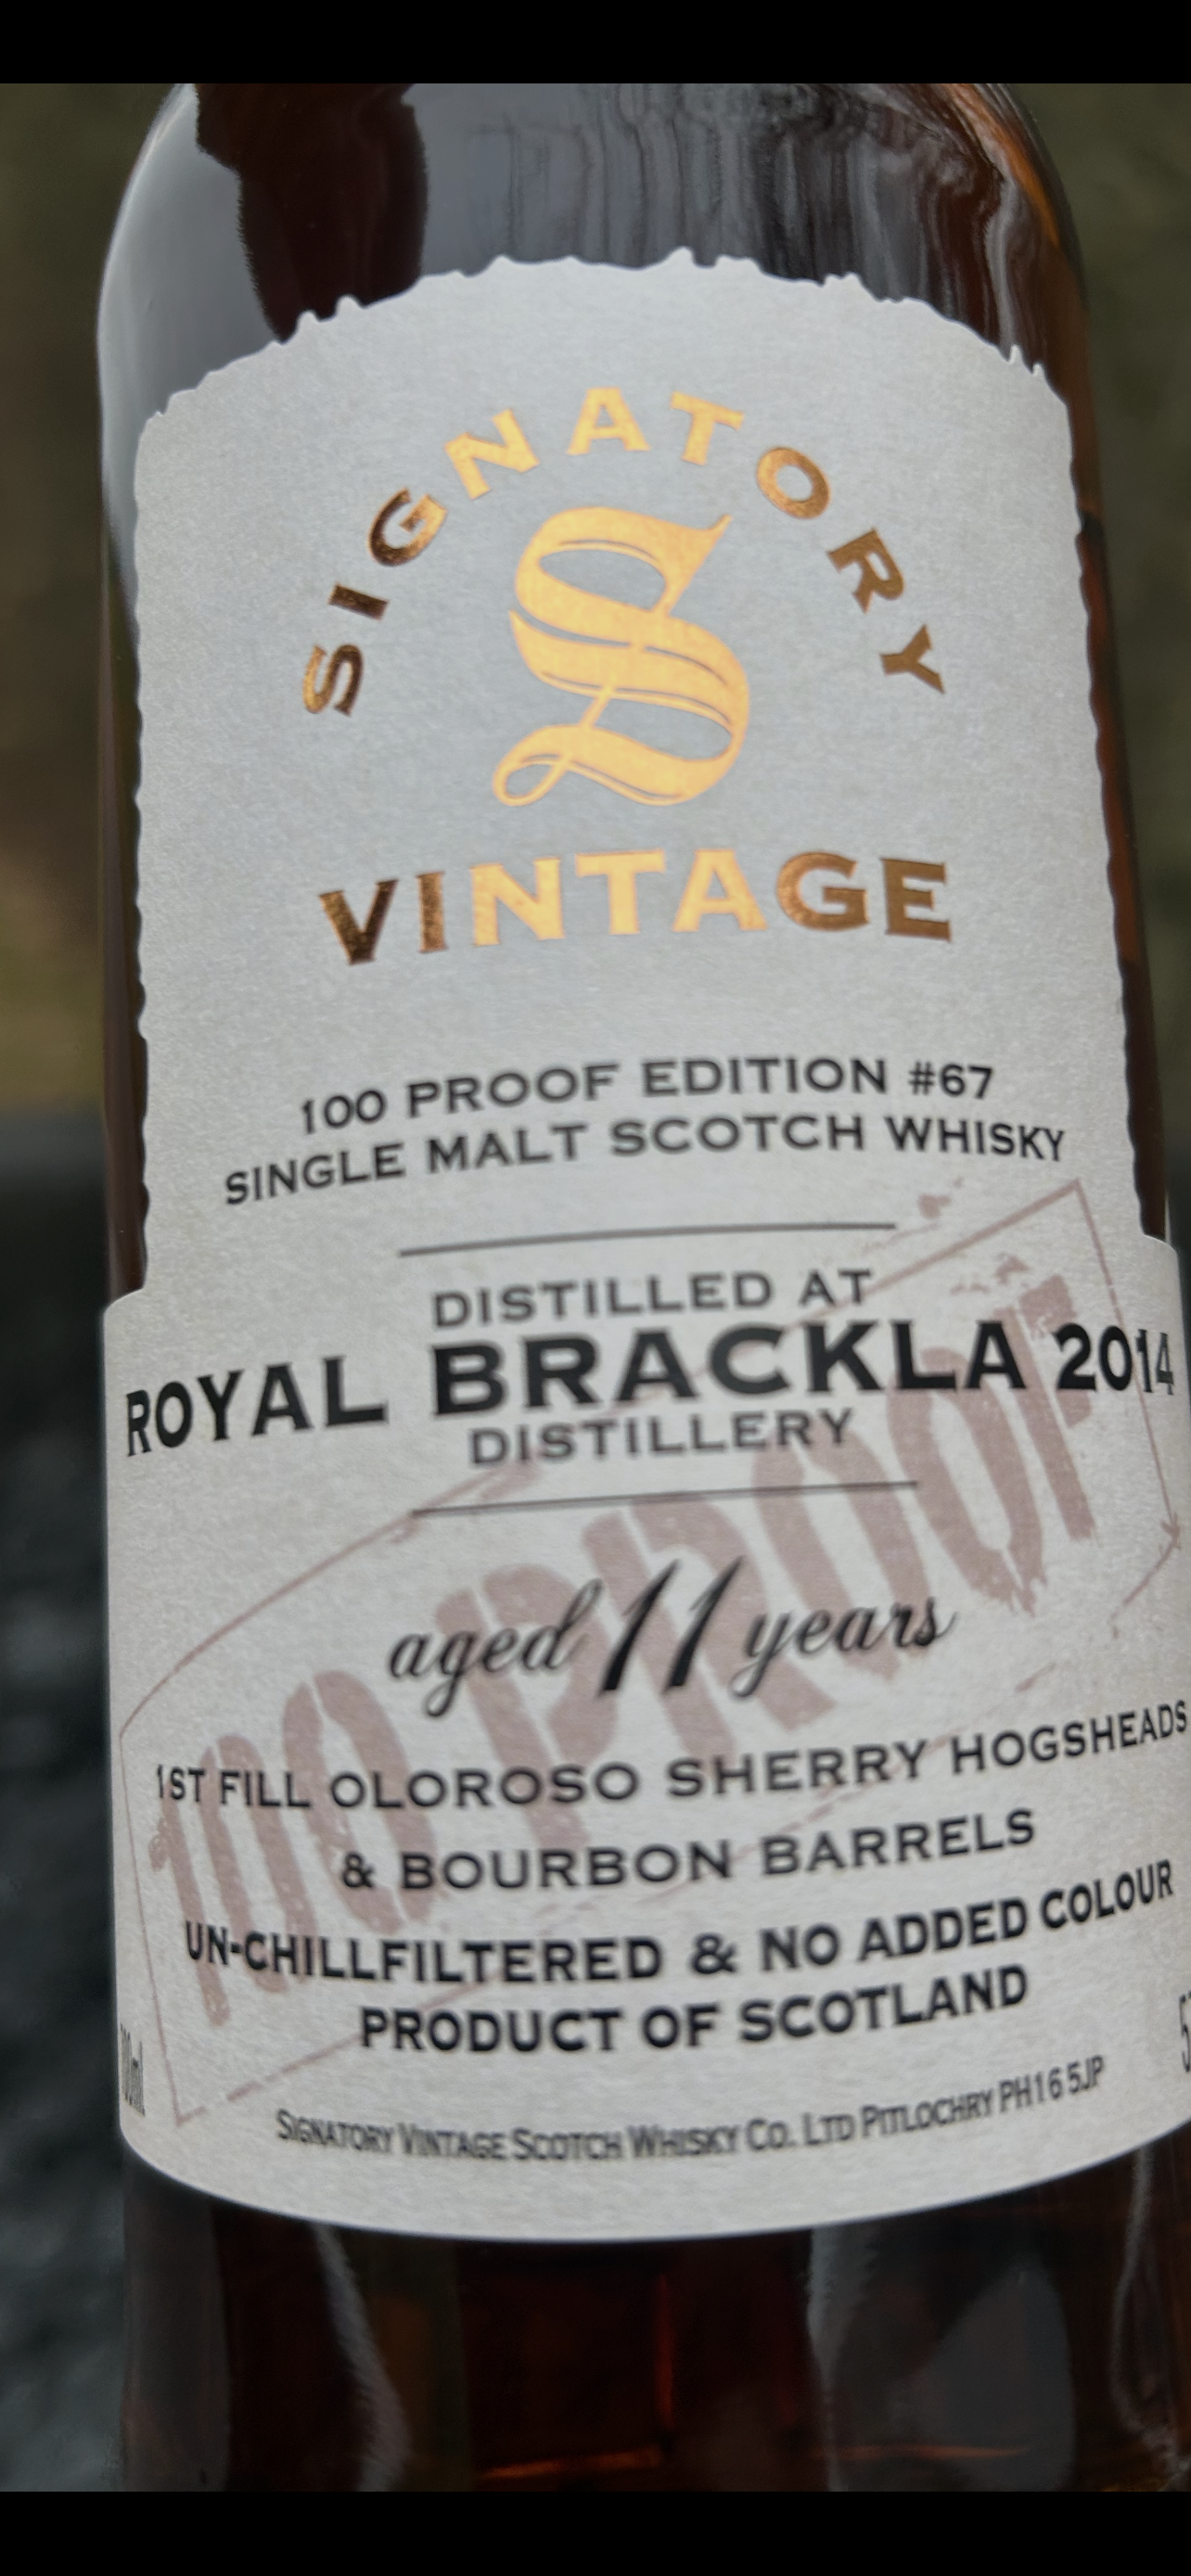 SIGNATORY
S
VINTAGE
100 PROOF EDITION #67
SINGLE MALT SCOTCH WHISKY
DISTILLED AT
ROYAL BRACKLA 2014
DISTILLERY
100 PROOF
aged 11 years
1ST FILL OLOROSO SHERRY HOGSHEADS
& BOURBON BARRELS
UN-CHILLFILTERED & NO ADDED COLOUR
PRODUCT OF SCOTLAND
SIGNATORY VINTAGE SCOTCH WHISKY CO. LTD PITLOCHRY PH16 5JP